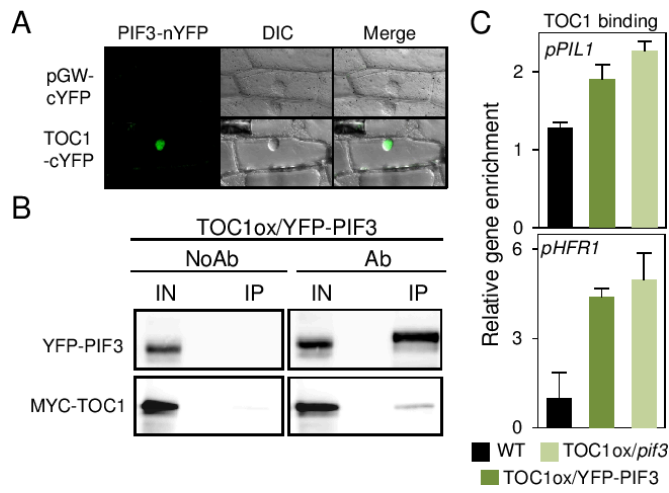 A
PIF3-nYFP DIC Merge
pGW-
cYFP
TOC1
-cYFP
B
TOC1ox/YFP-PIF3
NoAb Ab
IN IP IN IP
YFP-PIF3
MYC-TOC1
C
TOC1 binding
pPIL1
2
1
0
pHFR1
6
3
0
Relative gene enrichment
WT TOC1ox/pif3
TOC1ox/YFP-PIF3